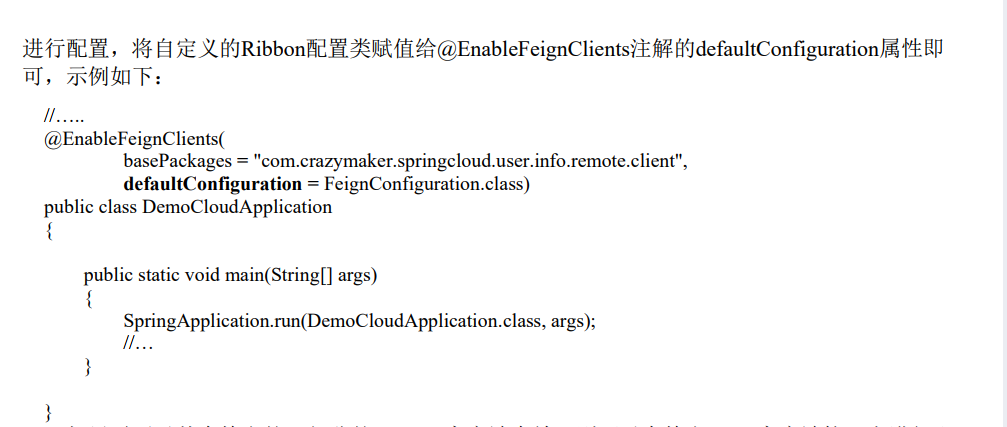 进行配置，将自定义的Ribbon配置类赋值给@EnableFeignClients注解的defaultConfiguration属性即
可，示例如下：
//…..
@EnableFeignClients(
basePackages = "com.crazymaker.springcloud.user.info.remote.client",
defaultConfiguration = FeignConfiguration.class)
public class DemoCloudApplication
{
public static void main(String[] args)
{
SpringApplication.run(DemoCloudApplication.class, args);
//…
}
}